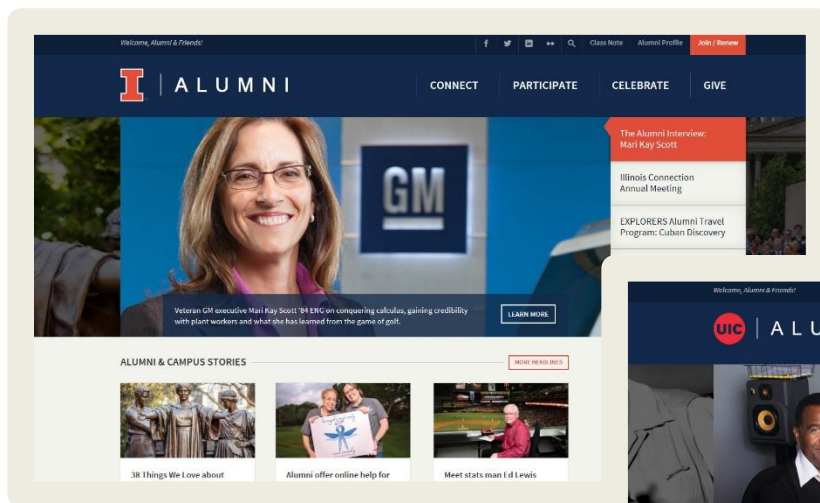 Welcome, Alumni & Friends!
Class Note Alumni Profile Join / Renew
I | ALUMNI
CONNECT PARTICIPATE CELEBRATE GIVE
GM
The Alumni Interview:
Mari Kay Scott
Illinois Connection
Annual Meeting
EXPLORERS Alumni Travel
Program: Cuban Discovery
Veteran GM executive Mari Kay Scott '84 ENG on conquering calculus, gaining credibility
with plant workers and what she has learned from the game of golf.
LEARN MORE
ALUMNI & CAMPUS STORIES
MORE HEADLINES
38 Things We Love about
Alumni offer online help for
Meet stats man Ed Lewis
Welcome, Alumni & Friends!
UIC | ALU